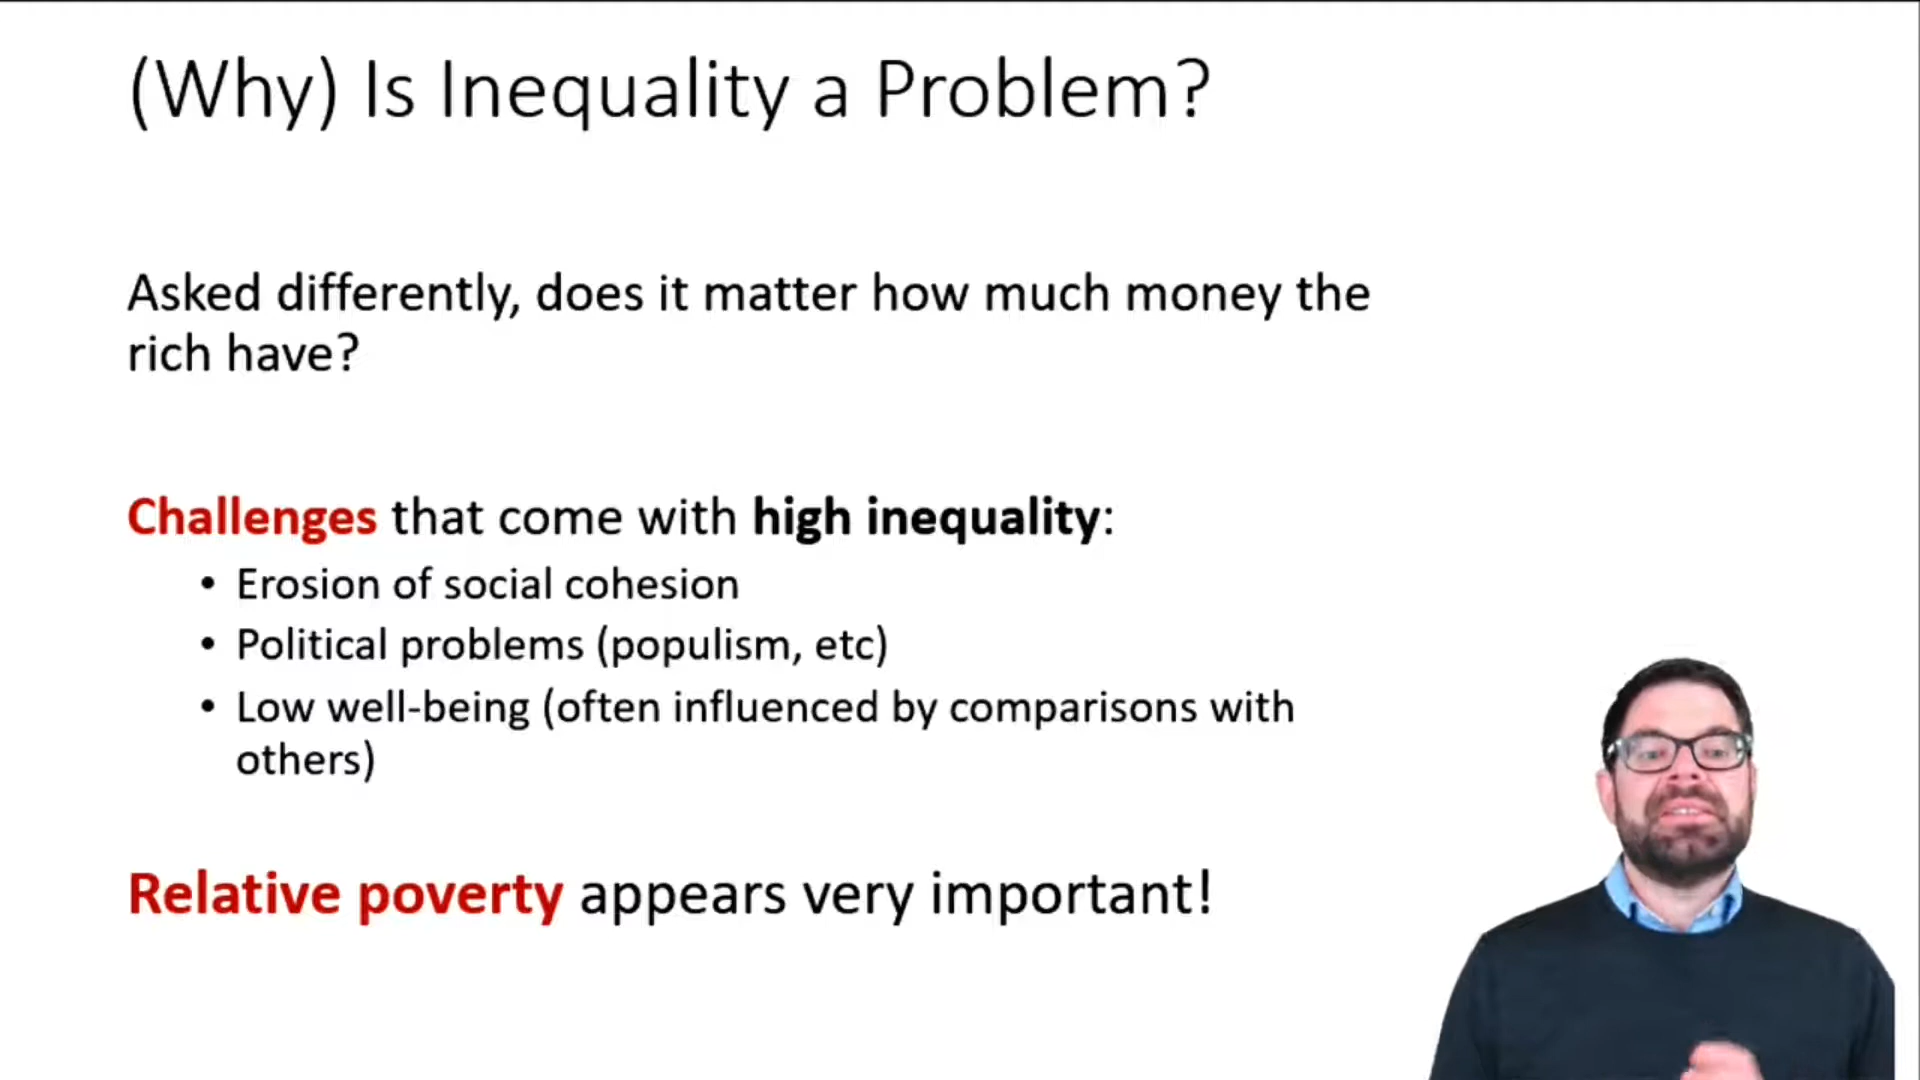 (Why) Is Inequality a Problem?
Asked differently, does it matter how much money the
rich have?
Challenges that come with high inequality:
• Erosion of social cohesion
• Political problems (populism, etc)
• Low well-being (often influenced by comparisons with
others)
Relative poverty appears very important!